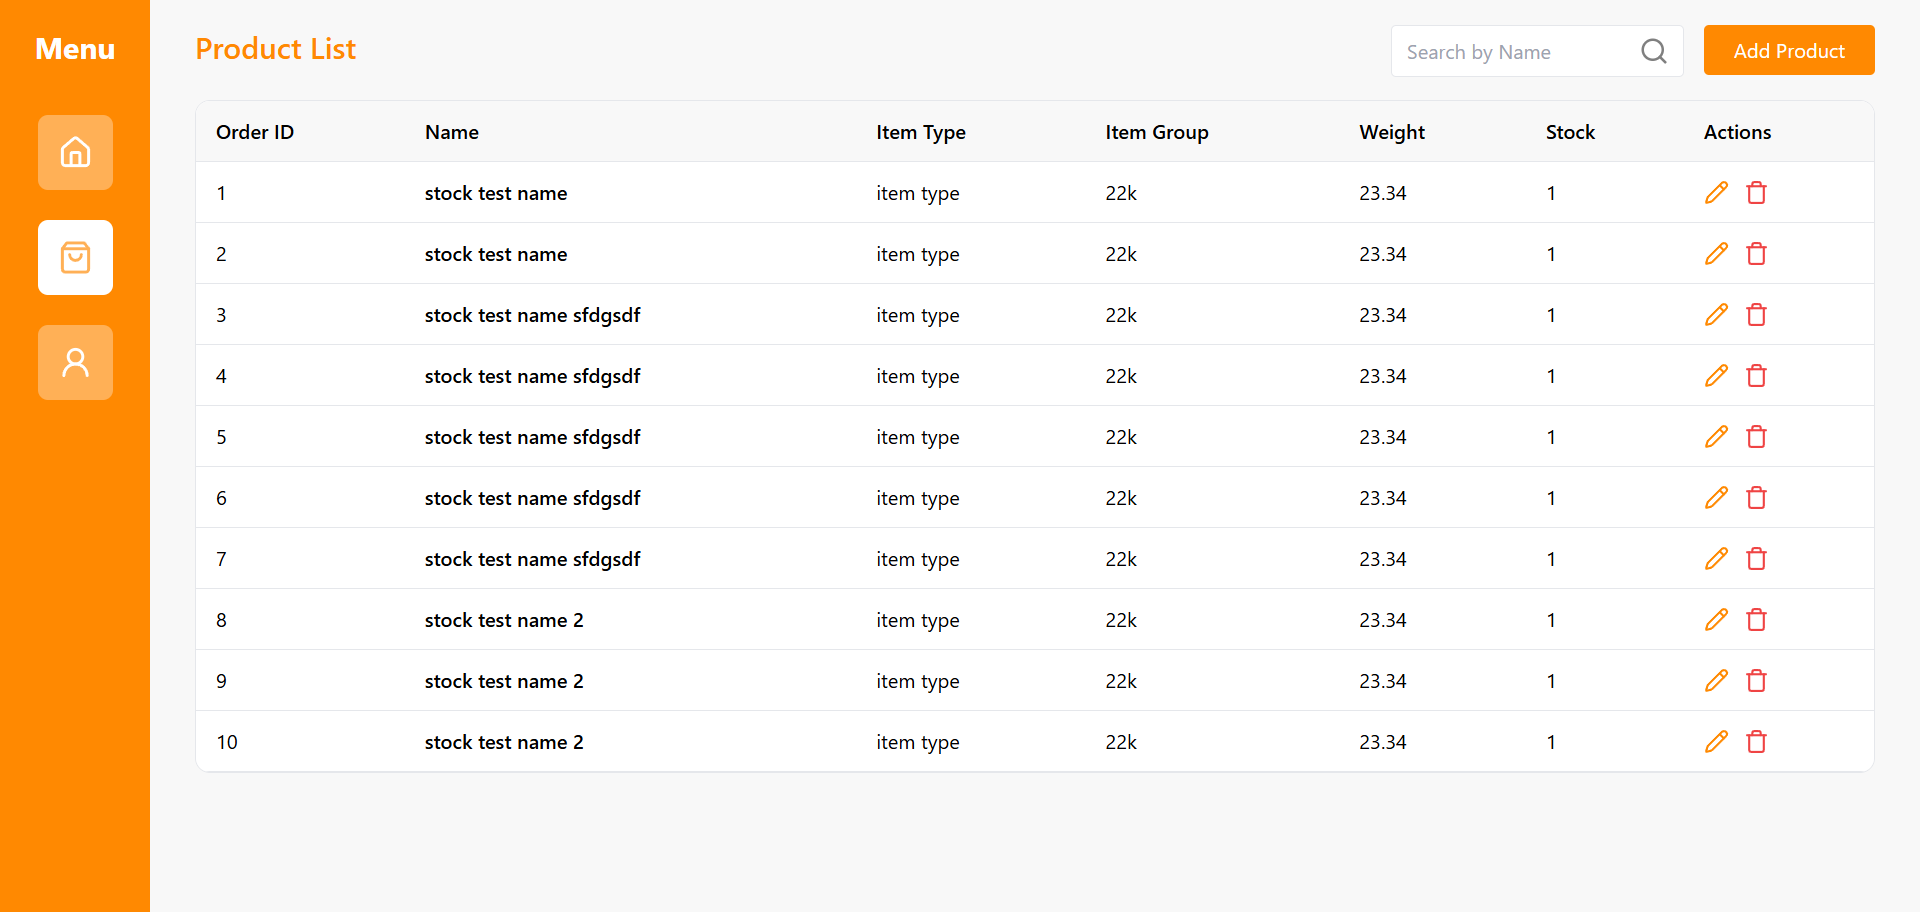 Menu
Product List
Search by Name
Add Product
Order ID Name Item Type Item Group Weight Stock Actions
1 stock test name item type 22k 23.34 1
2 stock test name item type 22k 23.34 1
3 stock test name sfdgsdf item type 22k 23.34 1
4 stock test name sfdgsdf item type 22k 23.34 1
5 stock test name sfdgsdf item type 22k 23.34 1
6 stock test name sfdgsdf item type 22k 23.34 1
7 stock test name sfdgsdf item type 22k 23.34 1
8 stock test name 2 item type 22k 23.34 1
9 stock test name 2 item type 22k 23.34 1
10 stock test name 2 item type 22k 23.34 1